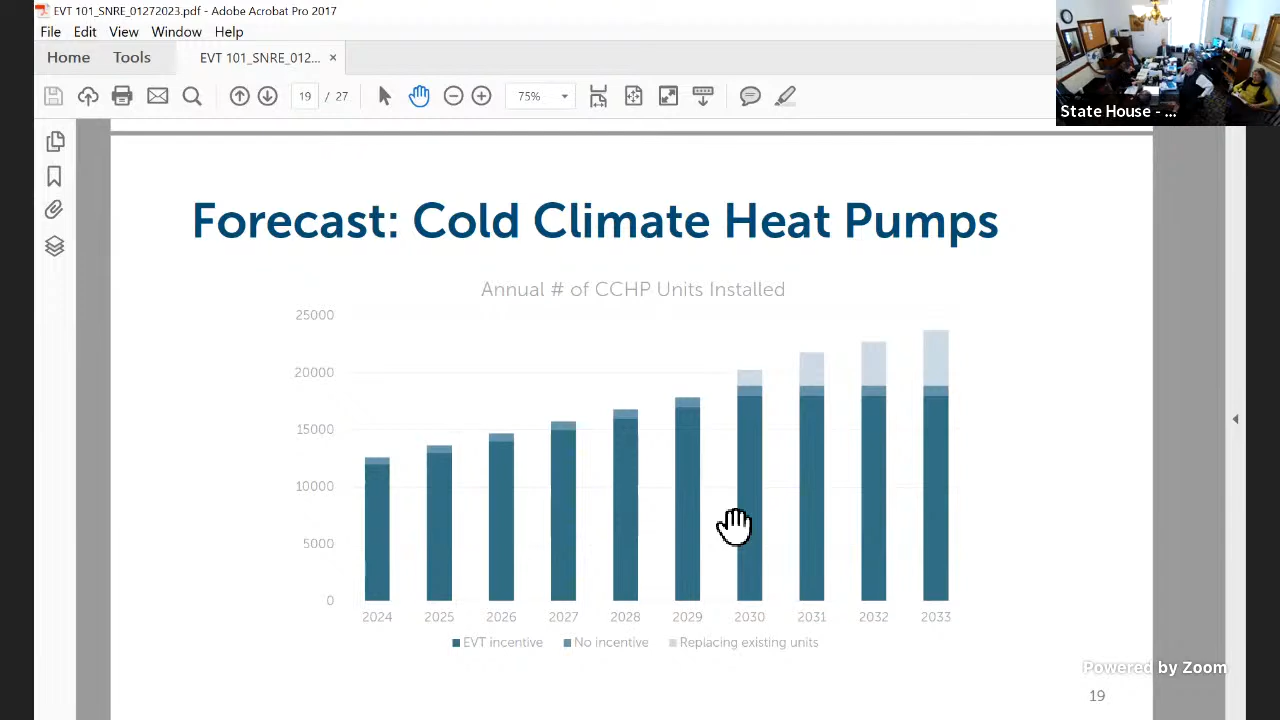 EVT 101_SNRE_01272023.pdf - Adobe Acrobat Pro 2017
File Edit View Window Help
Home Tools EVT 101_SNRE_012... ×
19 / 27 75%
State House - ...
Forecast: Cold Climate Heat Pumps
Annual # of CCHP Units Installed
25000
20000
15000
10000
5000
0
2024 2025 2026 2027 2028 2029 2030 2031 2032 2033
EVT incentive No incentive Replacing existing units
Powered by Zoom
19